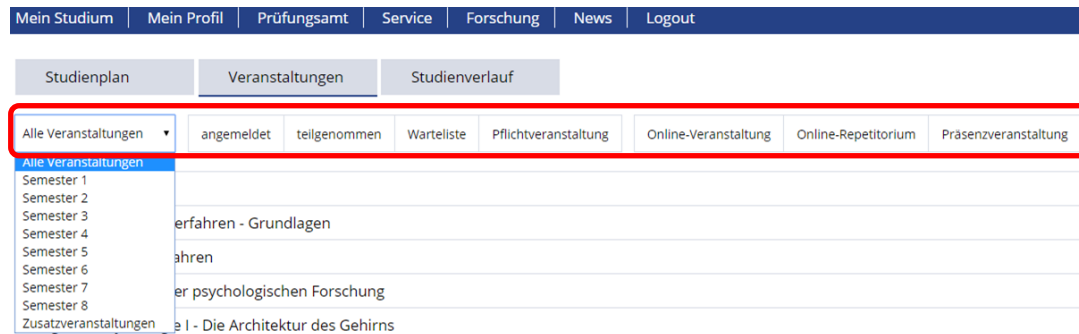 Mein Studium Mein Profil Prüfungsamt Service Forschung News Logout
Studienplan Veranstaltungen Studienverlauf
Alle Veranstaltungen angemeldet teilgenommen Warteliste Pflichtveranstaltung Online-Veranstaltung Online-Repetitorium Präsenzveranstaltung
Alle Veranstaltungen
Semester 1
Semester 2
Semester 3
erfahren - Grundlagen
Semester 4
Semester 5
ahren
Semester 6
Semester 7
er psychologischen Forschung
Semester 8
Zusatzveranstaltungen
e I - Die Architektur des Gehirns